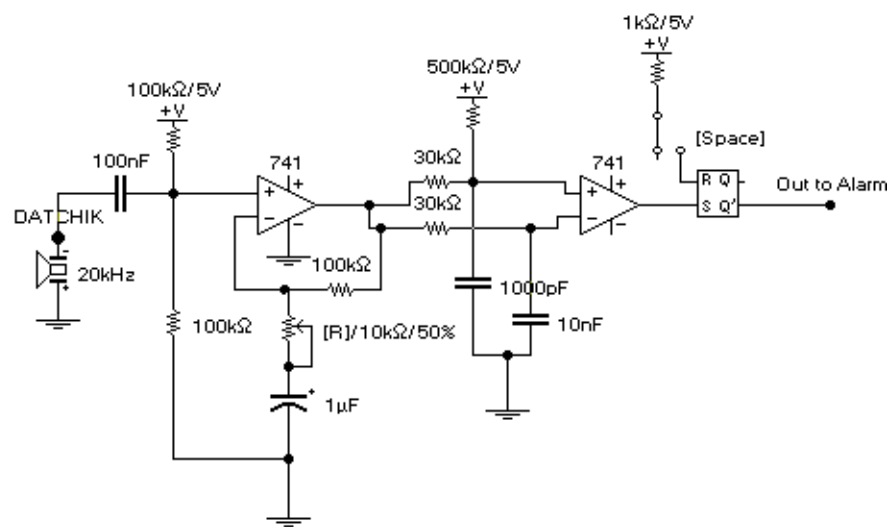 1kΩ/5V
+V
500kΩ/5V
+V
100kΩ/5V
+V
[Space]
100nF
741
30kΩ
741
+
+
−
−
30kΩ
+
+
−
−
R Q
S Q'
Out to Alarm
DATCHIK
-
20kHz
+
100kΩ
1000pF
100kΩ
[R]/10kΩ/50%
10nF
+
1µF